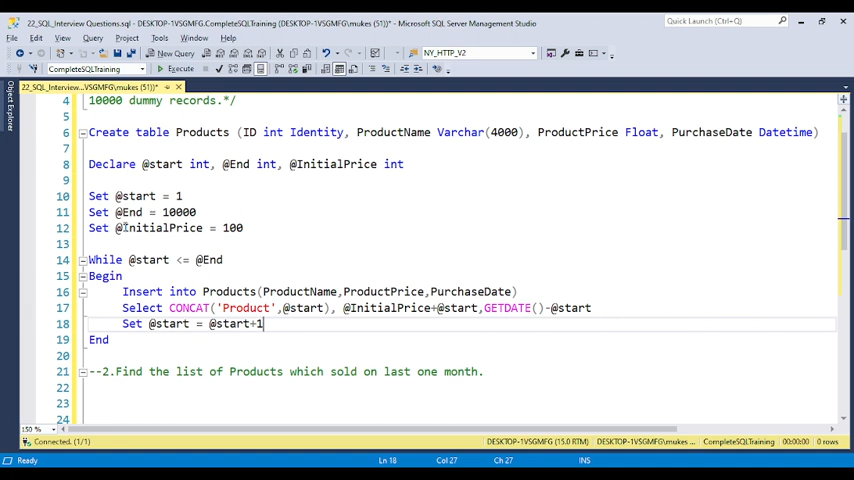 22_SQL_Interview Questions.sql - DESKTOP-1VSGMFG.CompleteSQLTraining (DESKTOP-1VSGMFG\mukes (51))* - Microsoft SQL Server Management Studio
Quick Launch (Ctrl+Q)
File Edit View Query Project Tools Window Help
New Query
NY_HTTP_V2
CompleteSQLTraining
Execute
22_SQL_Interview...VSGMFG\mukes (51))*
Object Explorer
4 10000 dummy records.*/
5
6 Create table Products (ID int Identity, ProductName Varchar(4000), ProductPrice Float, PurchaseDate Datetime)
7
8 Declare @start int, @End int, @InitialPrice int
9
10 Set @start = 1
11 Set @End = 10000
12 Set @InitialPrice = 100
13
14 While @start <= @End
15 Begin
16 Insert into Products(ProductName,ProductPrice,PurchaseDate)
17 Select CONCAT('Product',@start), @InitialPrice+@start,GETDATE()-@start
18 Set @start = @start+1
19 End
20
21 --2.Find the list of Products which sold on last one month.
22
23
24
150 %
Connected. (1/1)
DESKTOP-1VSGMFG (15.0 RTM)
DESKTOP-1VSGMFG\mukes ...
CompleteSQLTraining
00:00:00
0 rows
Ready
Ln 18
Col 27
Ch 27
INS